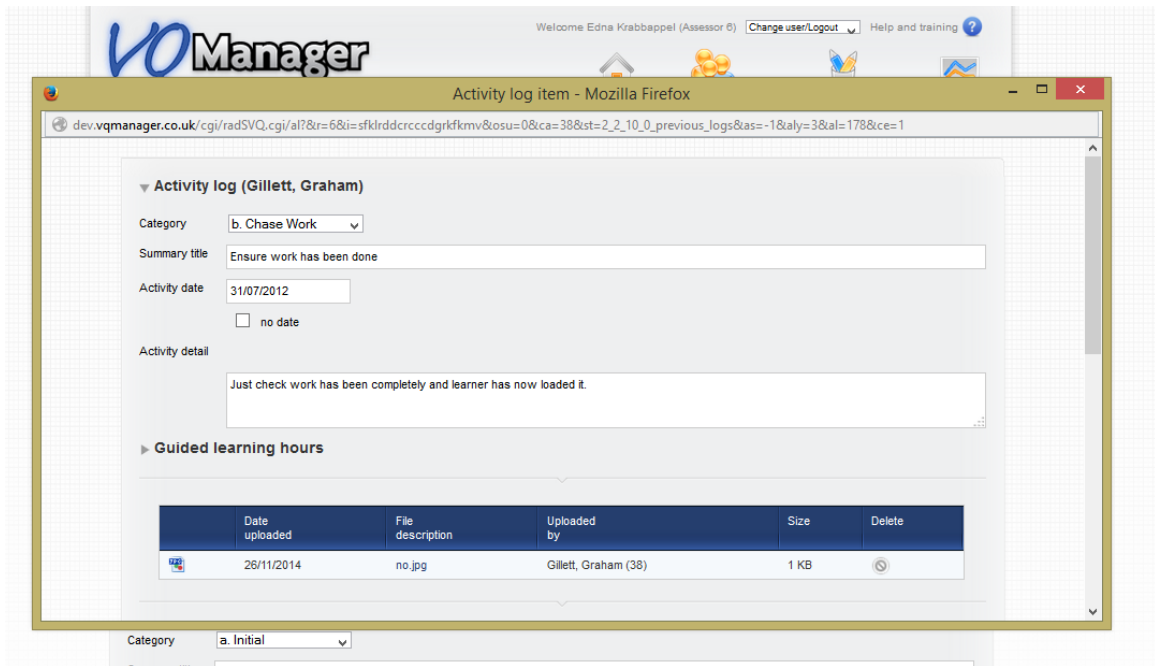 Welcome Edna Krabbappel (Assessor 6) Change user/Logout Help and training ?
VQManager
Activity log item - Mozilla Firefox
dev.vqmanager.co.uk/cgi/radSVQ.cgi/al?&r=6&i=sfklrddcrcccdgrkfkmv&osu=0&ca=38&st=2_2_10_0_previous_logs&as=-1&aly=3&al=178&ce=1
Activity log (Gillett, Graham)
Category b. Chase Work
Summary title Ensure work has been done
Activity date 31/07/2012
no date
Activity detail
Just check work has been completely and learner has now loaded it.
Guided learning hours
Date uploaded File description Uploaded by Size Delete
26/11/2014 no.jpg Gillett, Graham (38) 1 KB
Category a. Initial